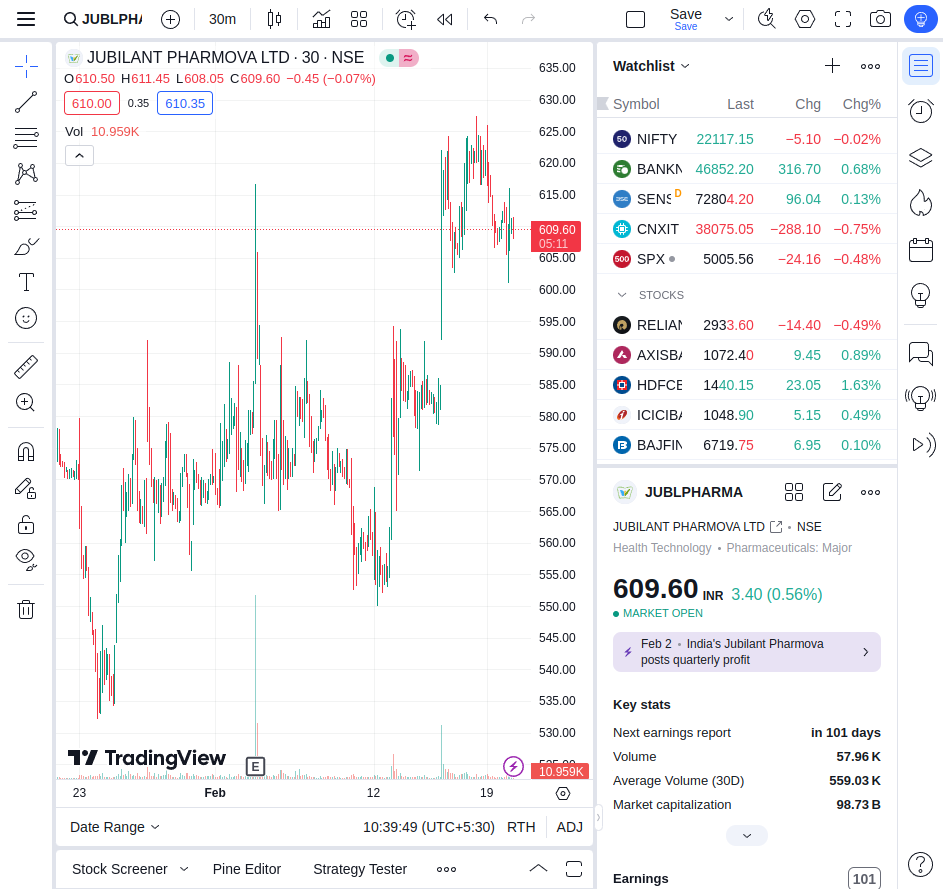 JUBLPHA
30m
Save
Save
JUBILANT PHARMOVA LTD · 30 · NSE
≈
O610.50 H611.45 L608.05 C609.60 −0.45 (−0.07%)
610.00 0.35 610.35
Vol 10.959K
635.00
630.00
625.00
620.00
615.00
609.60
05:11
605.00
600.00
595.00
590.00
585.00
580.00
575.00
570.00
565.00
560.00
555.00
550.00
545.00
540.00
535.00
530.00
525.00
10.959K
TradingView
E
23 Feb 12 19
Date Range
10:39:49 (UTC+5:30) RTH ADJ
Stock Screener Pine Editor Strategy Tester
Watchlist
Symbol Last Chg Chg%
50 NIFTY 22117.15 −5.10 −0.02%
BANKN 46852.20 316.70 0.68%
SENS D 72804.20 96.04 0.13%
CNXIT 38075.05 −288.10 −0.75%
500 SPX 5005.56 −24.16 −0.48%
STOCKS
RELIAN 2933.60 −14.40 −0.49%
AXISBA 1072.40 9.45 0.89%
HDFCB 1440.15 23.05 1.63%
ICICIBA 1048.90 5.15 0.49%
BAJFIN 6719.75 6.95 0.10%
JUBLPHARMA
JUBILANT PHARMOVA LTD • NSE
Health Technology • Pharmaceuticals: Major
609.60 INR 3.40 (0.56%)
MARKET OPEN
Feb 2 • India's Jubilant Pharmova
posts quarterly profit
Key stats
Next earnings report in 101 days
Volume 57.96 K
Average Volume (30D) 559.03 K
Market capitalization 98.73 B
Earnings 101